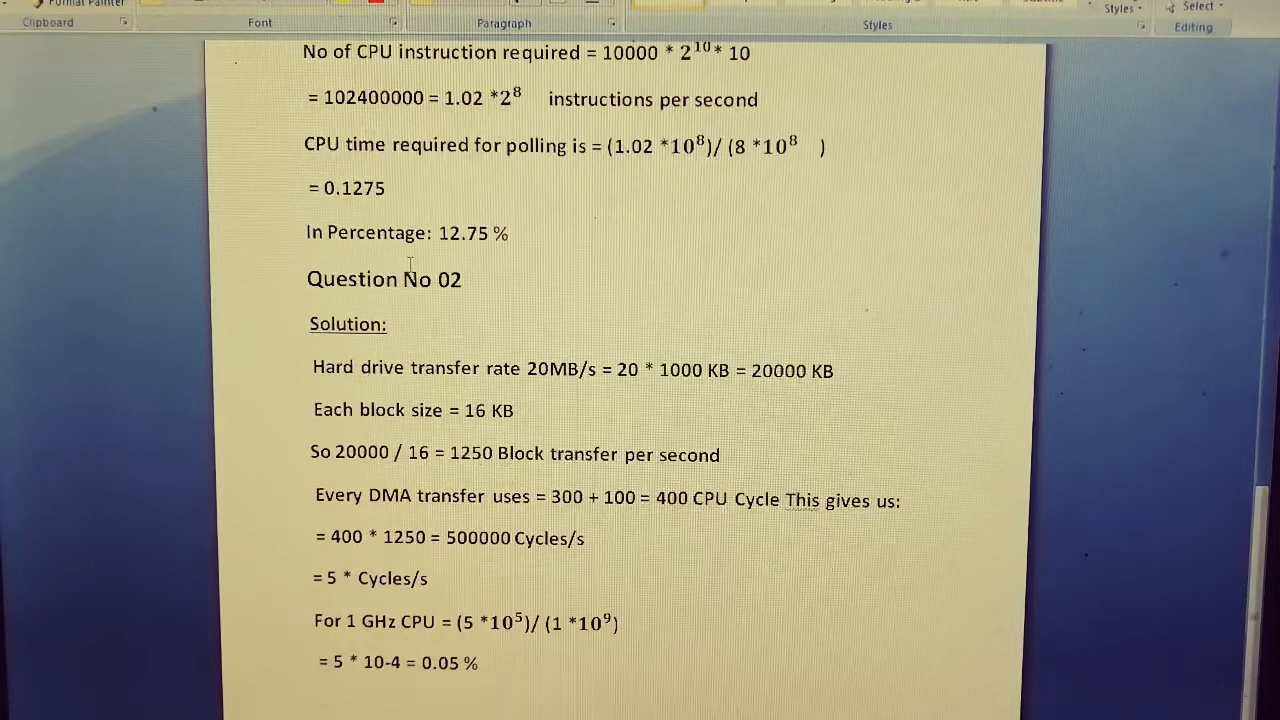 Format Painter
Select
Styles
Clipboard
Font
Paragraph
Styles
Editing
No of CPU instruction required = 10000 * 2¹⁰* 10
= 102400000 = 1.02 *2⁸ instructions per second
CPU time required for polling is = (1.02 *10⁸)/ (8 *10⁸ )
= 0.1275
In Percentage: 12.75 %
Question No 02
Solution:
Hard drive transfer rate 20MB/s = 20 * 1000 KB = 20000 KB
Each block size = 16 KB
So 20000 / 16 = 1250 Block transfer per second
Every DMA transfer uses = 300 + 100 = 400 CPU Cycle This gives us:
= 400 * 1250 = 500000 Cycles/s
= 5 * Cycles/s
For 1 GHz CPU = (5 *10⁵)/ (1 *10⁹)
= 5 * 10-4 = 0.05 %